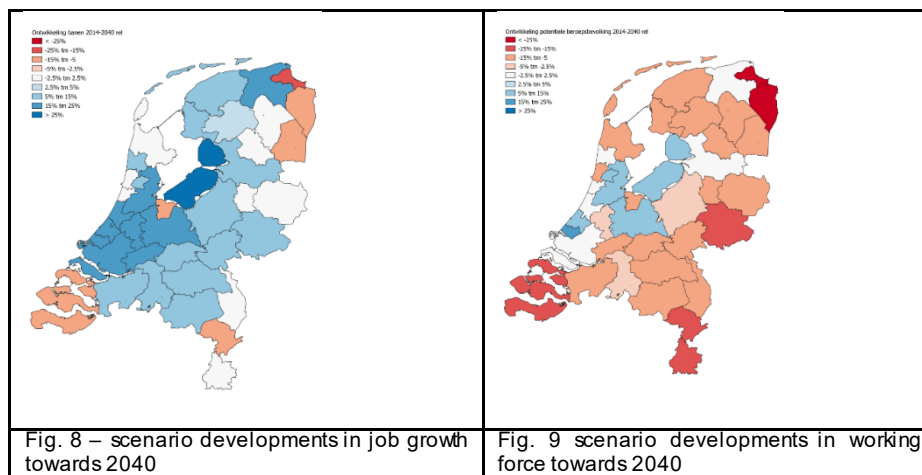 Ontwikkeling banen 2014-2040 rel
< -25%
-25% tm -15%
-15% tm -5
-5% tm -2.5%
-2.5% tm 2.5%
2.5% tm 5%
5% tm 15%
15% tm 25%
> 25%
Ontwikkeling potentiele beroepsbevolking 2014-2040 rel
< -25%
-25% tm -15%
-15% tm -5
-5% tm -2.5%
-2.5% tm 2.5%
2.5% tm 5%
5% tm 15%
15% tm 25%
> 25%
Fig. 8 – scenario developments in job growth
towards 2040
Fig. 9 scenario developments in working
force towards 2040